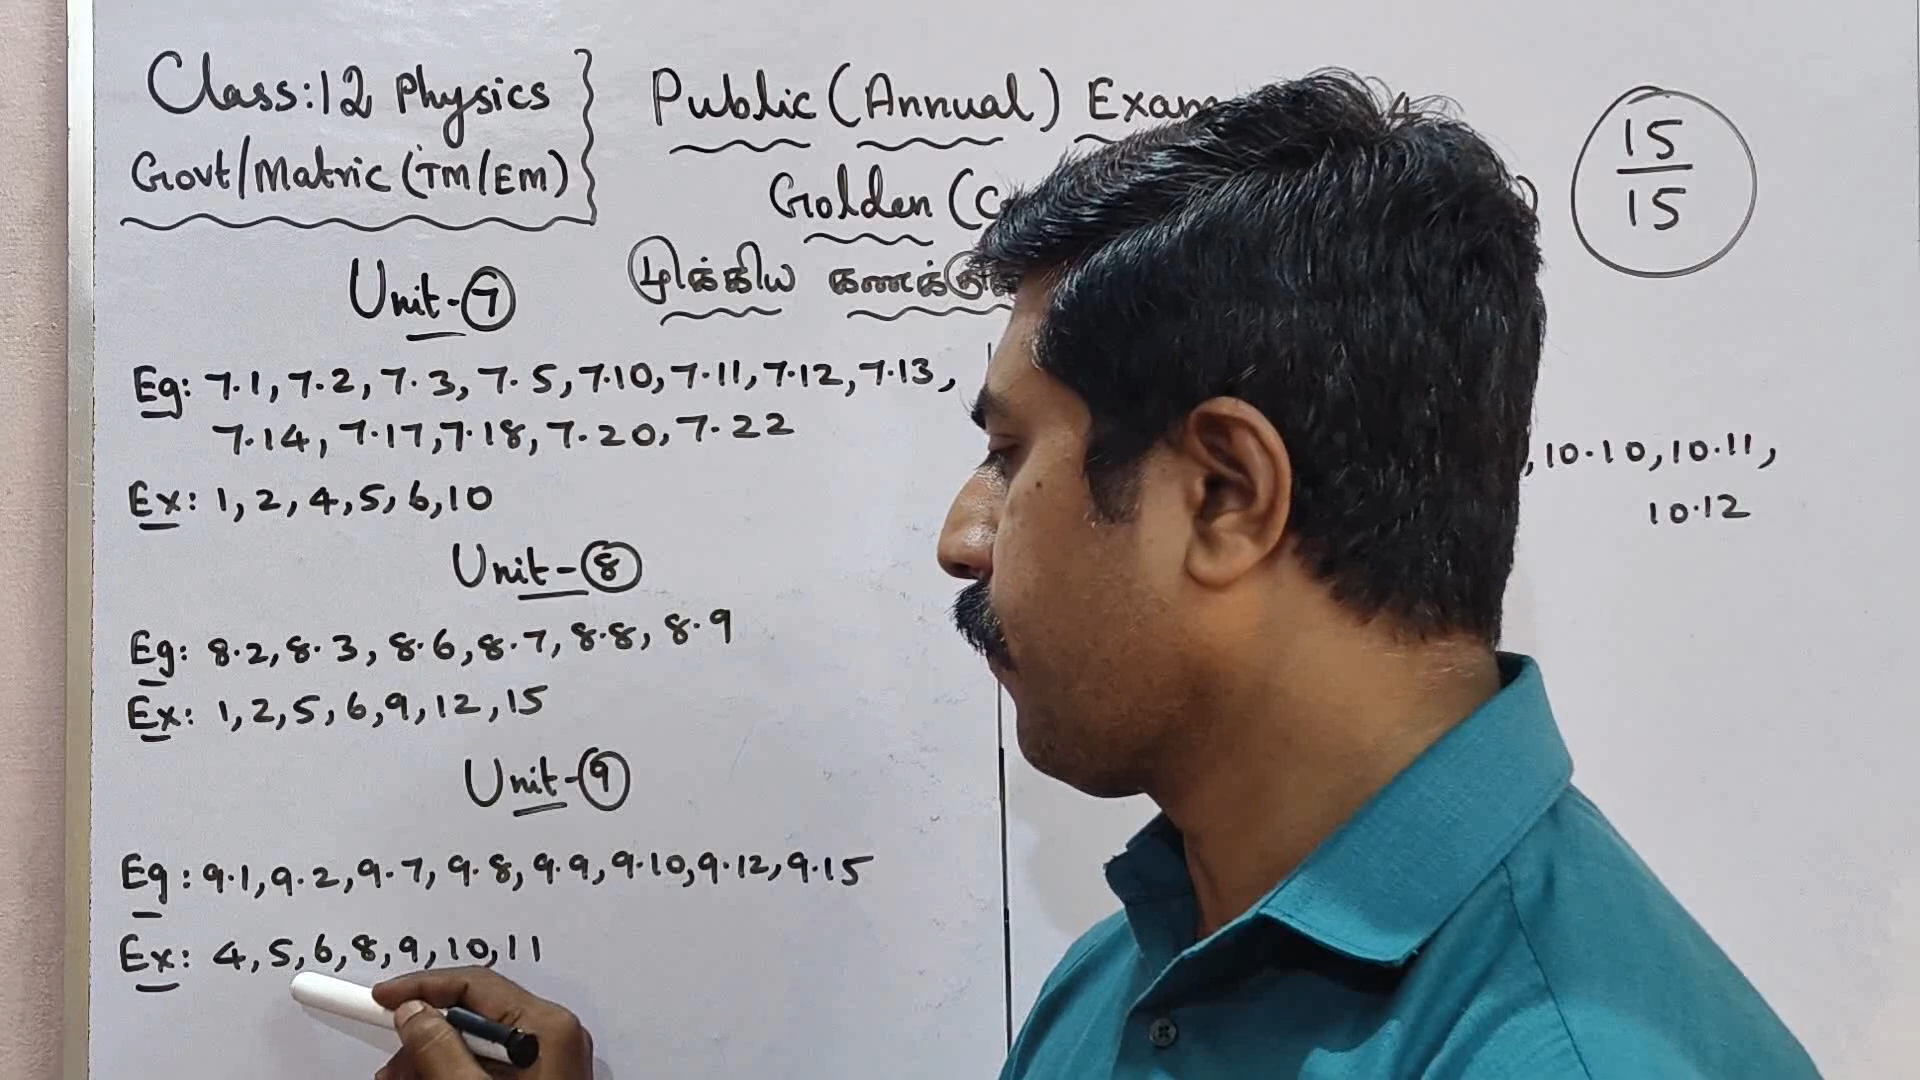 Class:12 Physics
Govt/Matric (TM/EM)
Public (Annual) Exam
Golden
15
15
முக்கிய
Unit-7
Eg: 7.1, 7.2, 7.3, 7.5, 7.10, 7.11, 7.12, 7.13,
7.14, 7.17, 7.18, 7.20, 7.22
Ex: 1, 2, 4, 5, 6, 10
Unit-8
Eg: 8.2, 8.3, 8.6, 8.7, 8.8, 8.9
Ex: 1, 2, 5, 6, 9, 12, 15
Unit-9
Eg: 9.1, 9.2, 9.7, 9.8, 9.9, 9.10, 9.12, 9.15
Ex: 4, 5, 6, 8, 9, 10, 11
, 10.10, 10.11,
10.12